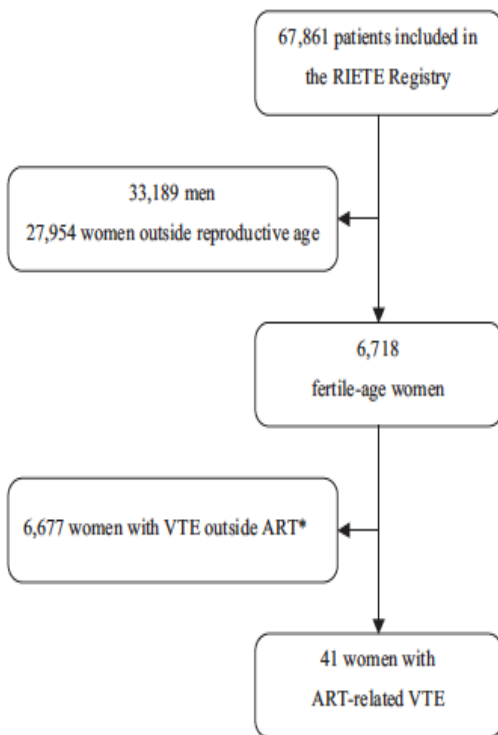 67,861 patients included in
the RIETE Registry
33,189 men
27,954 women outside reproductive age
6,718
fertile-age women
6,677 women with VTE outside ART*
41 women with
ART-related VTE